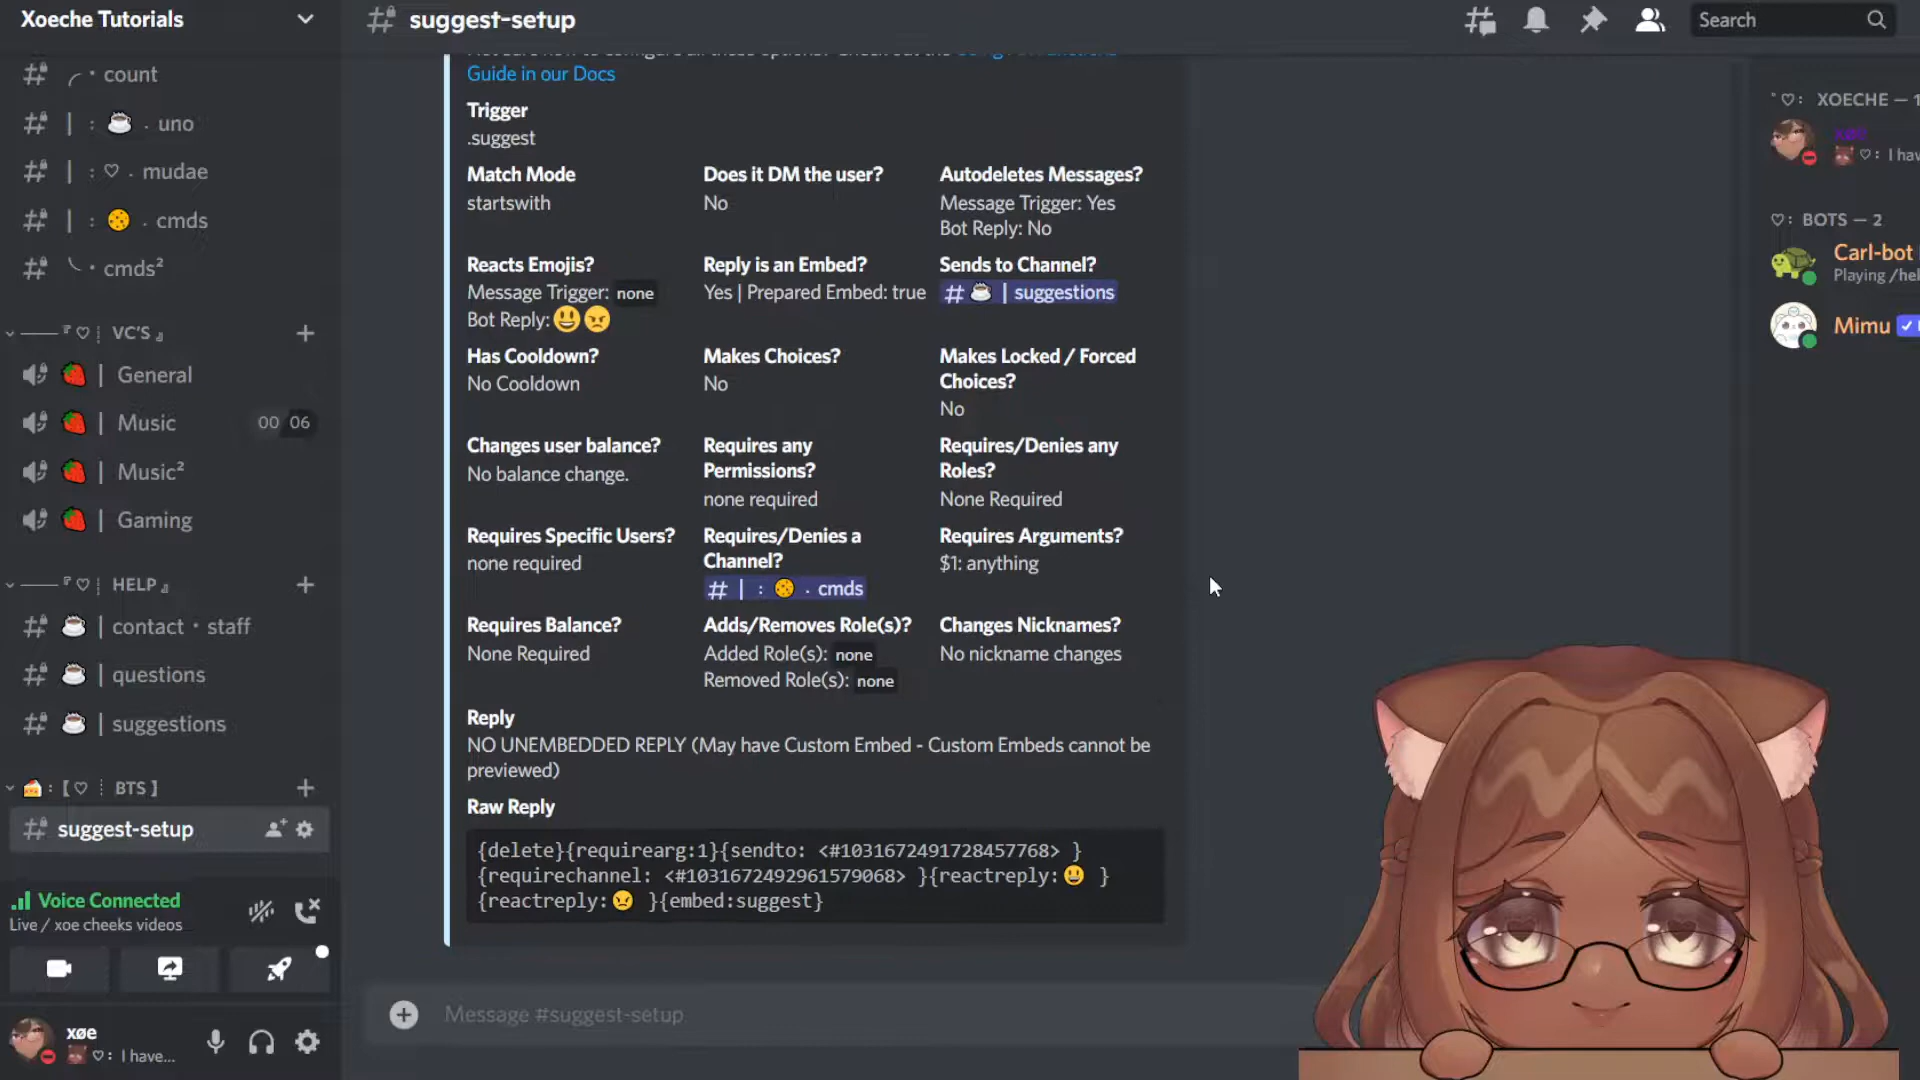 Xoeche Tutorials
count
| : . uno
| : ♡ . mudae
| : . cmds
cmds²
『 ♡ ┆ VC'S 』
| General
| Music 00 06
| Music²
| Gaming
『 ♡ ┆ HELP 』
| contact • staff
| questions
| suggestions
: [ ♡ ┆ BTS ]
suggest-setup
Voice Connected
Live / xoe cheeks videos
xøe
♡ : I have...
suggest-setup
Search
Guide in our Docs
Trigger
.suggest
Match Mode
startswith
Does it DM the user?
No
Autodeletes Messages?
Message Trigger: Yes
Bot Reply: No
Reacts Emojis?
Message Trigger: none
Bot Reply: 😃😠
Reply is an Embed?
Yes | Prepared Embed: true
Sends to Channel?
# ☕ | suggestions
Has Cooldown?
No Cooldown
Makes Choices?
No
Makes Locked / Forced
Choices?
No
Changes user balance?
No balance change.
Requires any
Permissions?
none required
Requires/Denies any
Roles?
None Required
Requires Specific Users?
none required
Requires/Denies a
Channel?
# | : 🍪 . cmds
Requires Arguments?
$1: anything
Requires Balance?
None Required
Adds/Removes Role(s)?
Added Role(s): none
Removed Role(s): none
Changes Nicknames?
No nickname changes
Reply
NO UNEMBEDDED REPLY (May have Custom Embed - Custom Embeds cannot be
previewed)
Raw Reply
{delete}{requirearg:1}{sendto: <#1031672491728457768> }
{requirechannel: <#1031672492961579068> }{reactreply:😃 }
{reactreply:😠 }{embed:suggest}
Message #suggest-setup
" ♡ : XOECHE — 1
xøe
♡ : I hav
♡ : BOTS — 2
Carl-bot
Playing /hel
Mimu